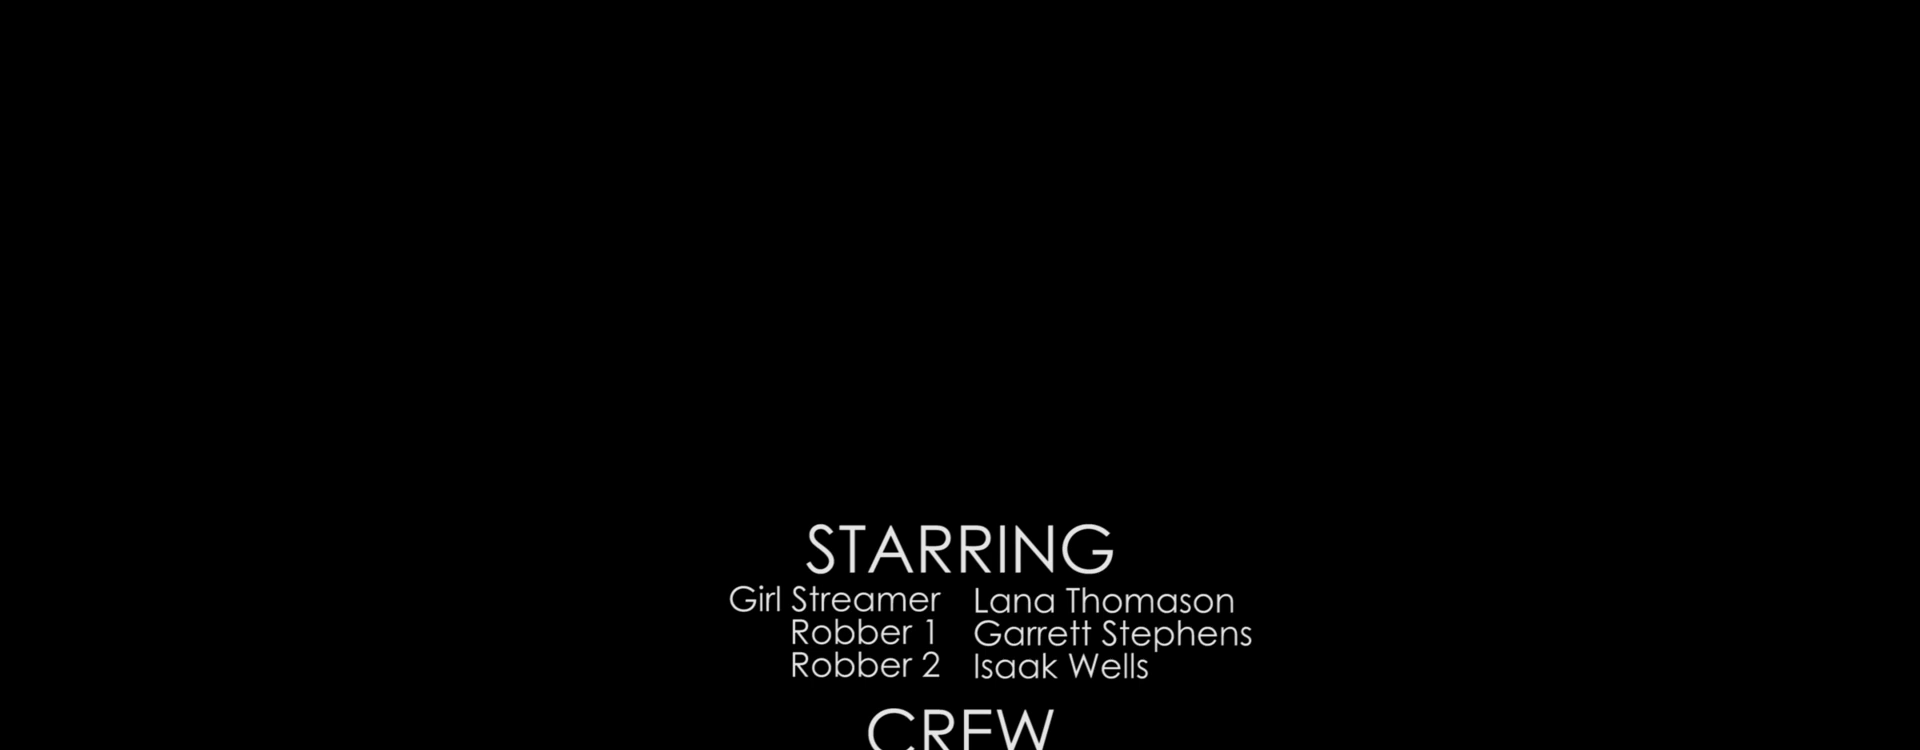 STARRING
Girl Streamer Lana Thomason
Robber 1 Garrett Stephens
Robber 2 Isaak Wells
CREW